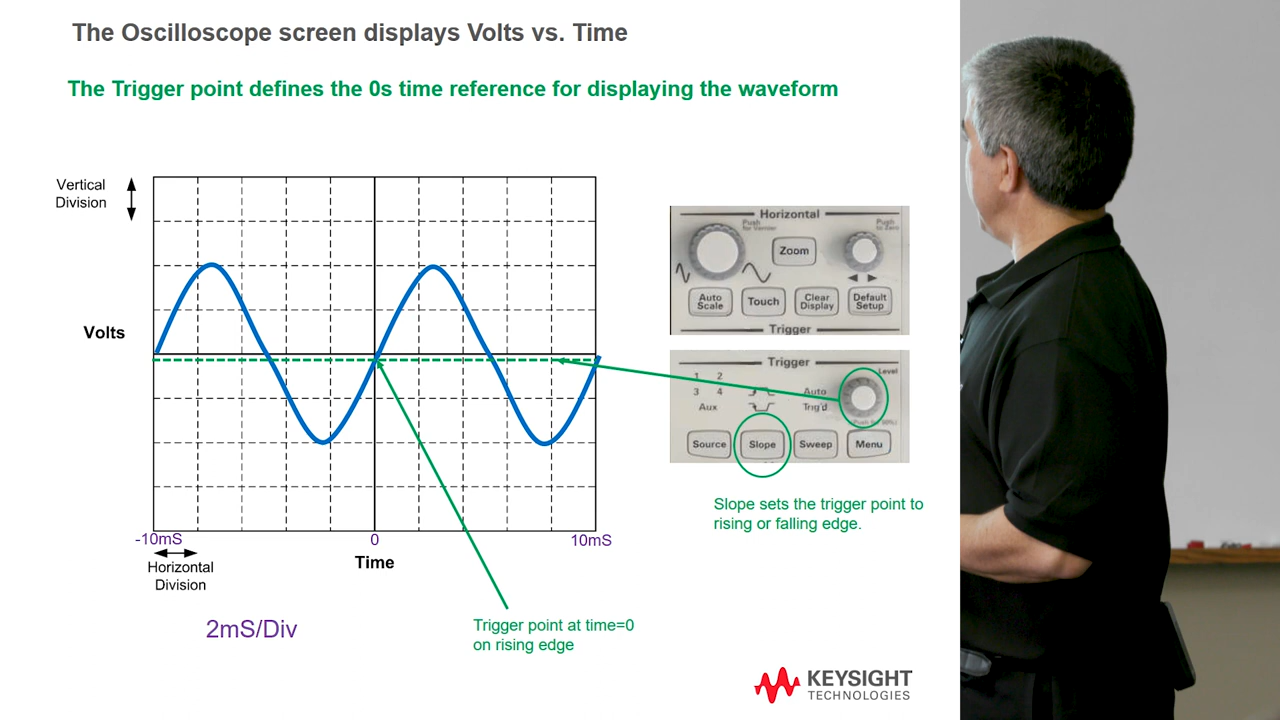 The Oscilloscope screen displays Volts vs. Time
The Trigger point defines the 0s time reference for displaying the waveform
Vertical
Division
Volts
-10mS
0
10mS
Time
Horizontal
Division
2mS/Div
Trigger point at time=0
on rising edge
Horizontal
Push
for Vernier
Zoom
Push
to Zero
Auto
Scale
Touch
Clear
Display
Default
Setup
Trigger
Trigger
Level
1 2
3 4
Aux
Auto
Trig'd
Source
Slope
Sweep
Menu
Slope sets the trigger point to
rising or falling edge.
KEYSIGHT
TECHNOLOGIES